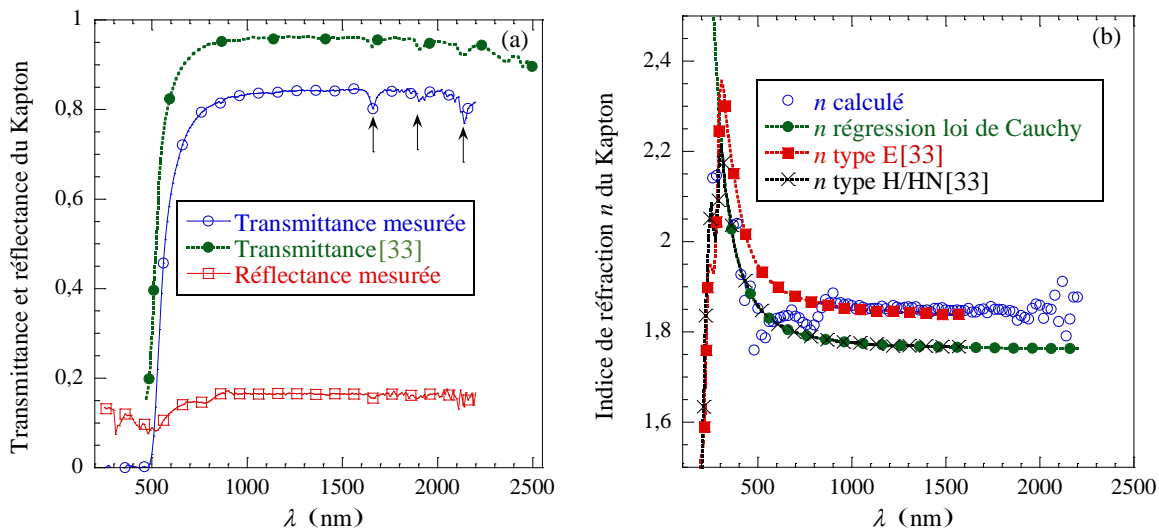 (a)
Transmittance et réflectance du Kapton
1
0,8
0,6
0,4
0,2
0
Transmittance mesurée
Transmittance[33]
Réflectance mesurée
500
1000
1500
2000
2500
λ (nm)
(b)
Indice de réfraction n du Kapton
2,4
2,2
2
1,8
1,6
n calculé
n régression loi de Cauchy
n type E[33]
n type H/HN[33]
0
500
1000
1500
2000
2500
λ (nm)